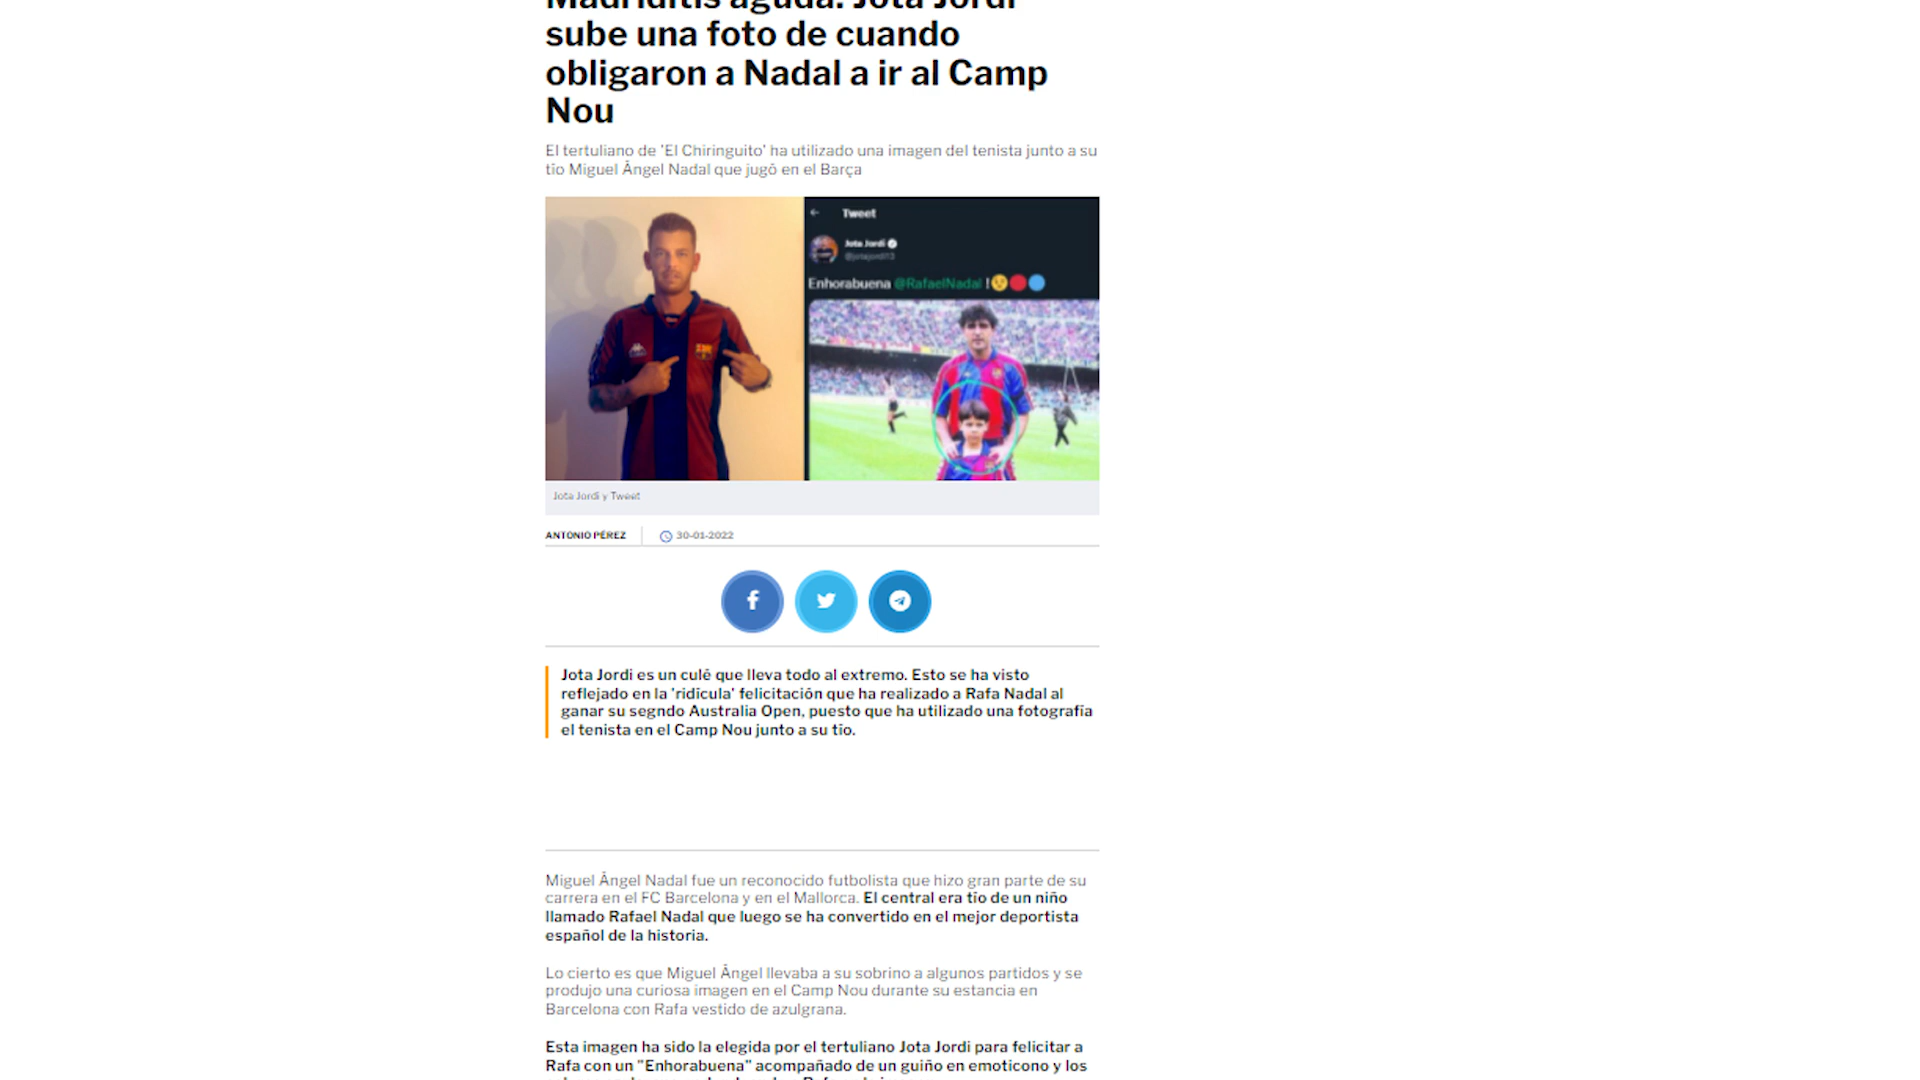 Madriditis aguda: Jota Jordi
sube una foto de cuando
obligaron a Nadal a ir al Camp
Nou
El tertuliano de 'El Chiringuito' ha utilizado una imagen del tenista junto a su
tío Miguel Ángel Nadal que jugó en el Barça
Tweet
Jota Jordi
@jotajordi13
Enhorabuena @RafaelNadal !😉🔴🔵
Jota Jordi y Tweet
ANTONIO PÉREZ
30-01-2022
Jota Jordi es un culé que lleva todo al extremo. Esto se ha visto
reflejado en la 'ridícula' felicitación que ha realizado a Rafa Nadal al
ganar su segndo Australia Open, puesto que ha utilizado una fotografía
el tenista en el Camp Nou junto a su tío.
Miguel Ángel Nadal fue un reconocido futbolista que hizo gran parte de su
carrera en el FC Barcelona y en el Mallorca. El central era tío de un niño
llamado Rafael Nadal que luego se ha convertido en el mejor deportista
español de la historia.
Lo cierto es que Miguel Ángel llevaba a su sobrino a algunos partidos y se
produjo una curiosa imagen en el Camp Nou durante su estancia en
Barcelona con Rafa vestido de azulgrana.
Esta imagen ha sido la elegida por el tertuliano Jota Jordi para felicitar a
Rafa con un "Enhorabuena" acompañado de un guiño en emoticono y los